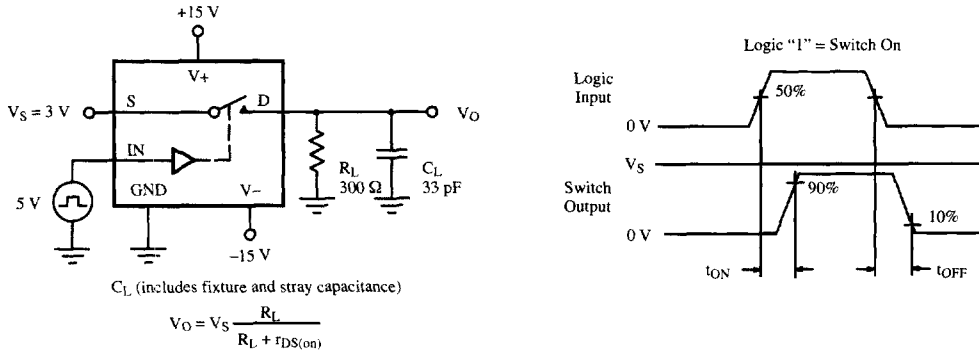 +15 V
V+
S
D
V_S = 3 V
V_O
IN
R_L
300 Ω
C_L
33 pF
GND
V−
5 V
−15 V
C_L (includes fixture and stray capacitance)
V_O = V_S R_L / R_L + r_DS(on)
Logic “1” = Switch On
Logic
Input
50%
0 V
V_S
Switch
Output
90%
10%
0 V
t_ON
t_OFF